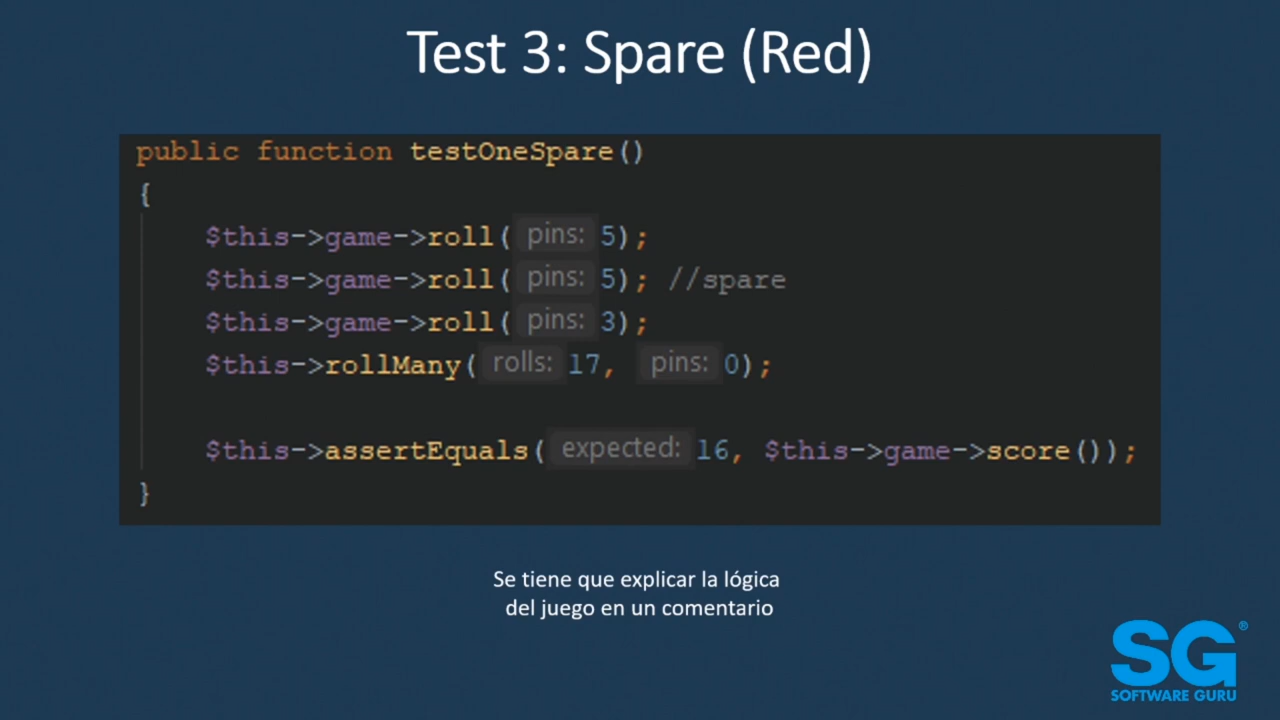 Test 3: Spare (Red)
public function testOneSpare()
{
$this->game->roll( pins: 5);
$this->game->roll( pins: 5); //spare
$this->game->roll( pins: 3);
$this->rollMany( rolls: 17, pins: 0);
$this->assertEquals( expected: 16, $this->game->score());
}
Se tiene que explicar la lógica
del juego en un comentario
SG®
SOFTWARE GURU